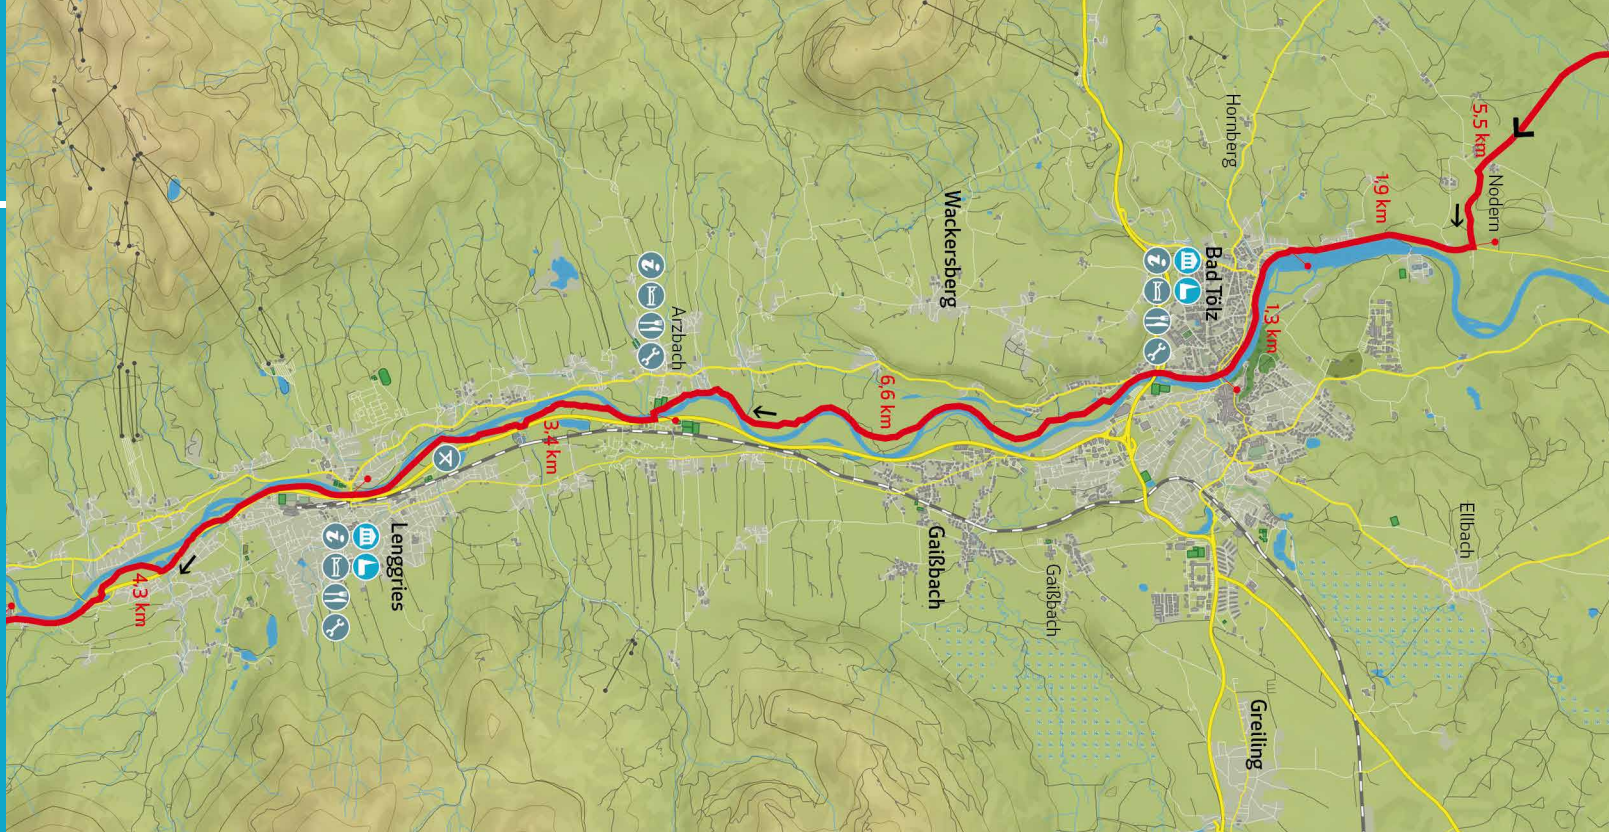 5,5 km
Nodern
1,9 km
Hornberg
Bad Tölz
1,3 km
Wackersberg
Arzbach
6,6 km
3,4 km
Ellbach
Gaißbach
Gaißbach
Lenggries
4,3 km
Greiling